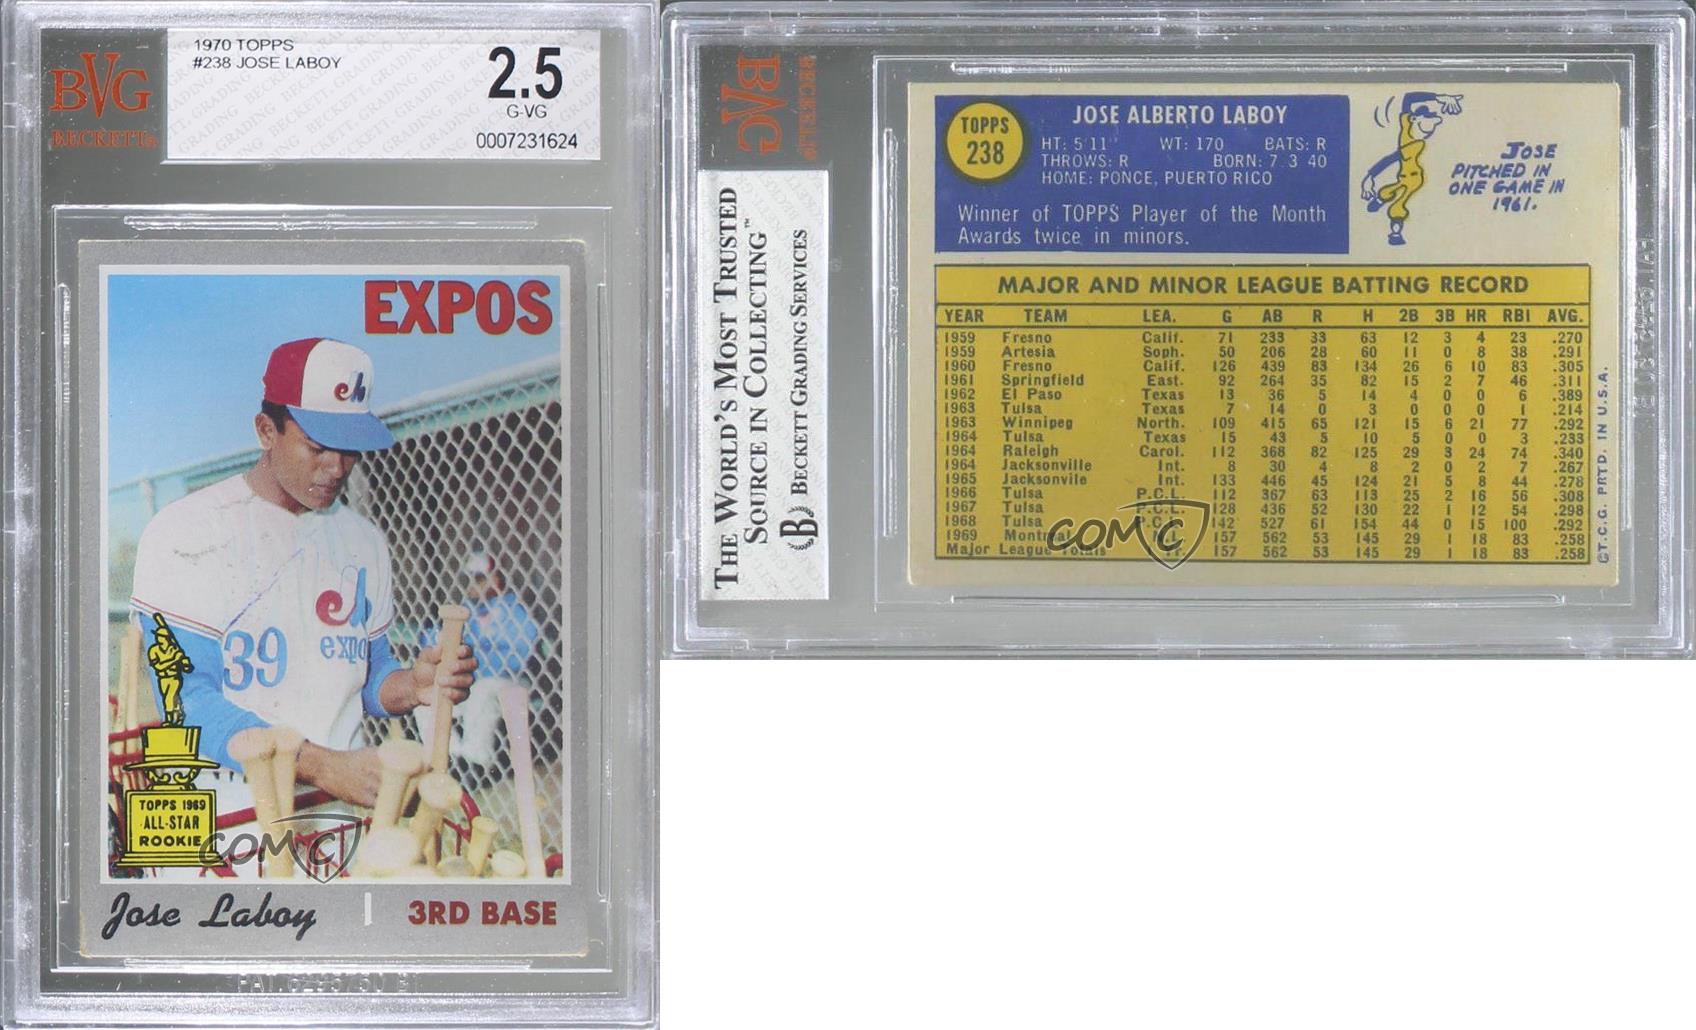 BVG
BECKETT
1970 TOPPS
#238 JOSE LABOY
2.5
G-VG
0007231624
EXPOS
eb
eb
39
expo
TOPPS 1969
ALL-STAR
ROOKIE
COMC
Jose Laboy
3RD BASE
BVG
BECKETT
THE WORLD'S MOST TRUSTED
SOURCE IN COLLECTING™
B BECKETT GRADING SERVICES
TOPPS
238
JOSE ALBERTO LABOY
HT: 5'11" WT: 170 BATS: R
THROWS: R BORN: 7 3 40
HOME: PONCE, PUERTO RICO
Winner of TOPPS Player of the Month
Awards twice in minors.
JOSE
PITCHED IN
ONE GAME IN
1961.
MAJOR AND MINOR LEAGUE BATTING RECORD
YEAR TEAM LEA. G AB R H 2B 3B HR RBI AVG.
1959 Fresno Calif. 71 233 33 63 12 3 4 23 .270
1959 Artesia Soph. 50 206 28 60 11 0 8 38 .291
1960 Fresno Calif. 126 439 83 134 26 6 10 83 .305
1961 Springfield East. 92 264 35 82 15 2 7 46 .311
1962 El Paso Texas 13 36 5 14 4 0 0 6 .389
1963 Tulsa Texas 7 14 0 3 0 0 0 1 .214
1963 Winnipeg North. 109 415 65 121 15 6 21 77 .292
1964 Tulsa Texas 15 43 5 10 5 0 0 3 .233
1964 Raleigh Carol. 112 368 82 125 29 3 24 74 .340
1964 Jacksonville Int. 8 30 4 8 2 0 2 7 .267
1965 Jacksonvile Int. 133 446 45 124 21 5 8 44 .278
1966 Tulsa P.C.L. 112 367 63 113 25 2 16 56 .308
1967 Tulsa P.C.L. 128 436 52 130 22 1 12 54 .298
1968 Tulsa P.C.L. 142 527 61 154 44 0 15 100 .292
1969 Montreal N.L. 157 562 53 145 29 1 18 83 .258
Major League Totals 1 Yr. 157 562 53 145 29 1 18 83 .258
©T.C.G. PRTD. IN U.S.A.
COMC